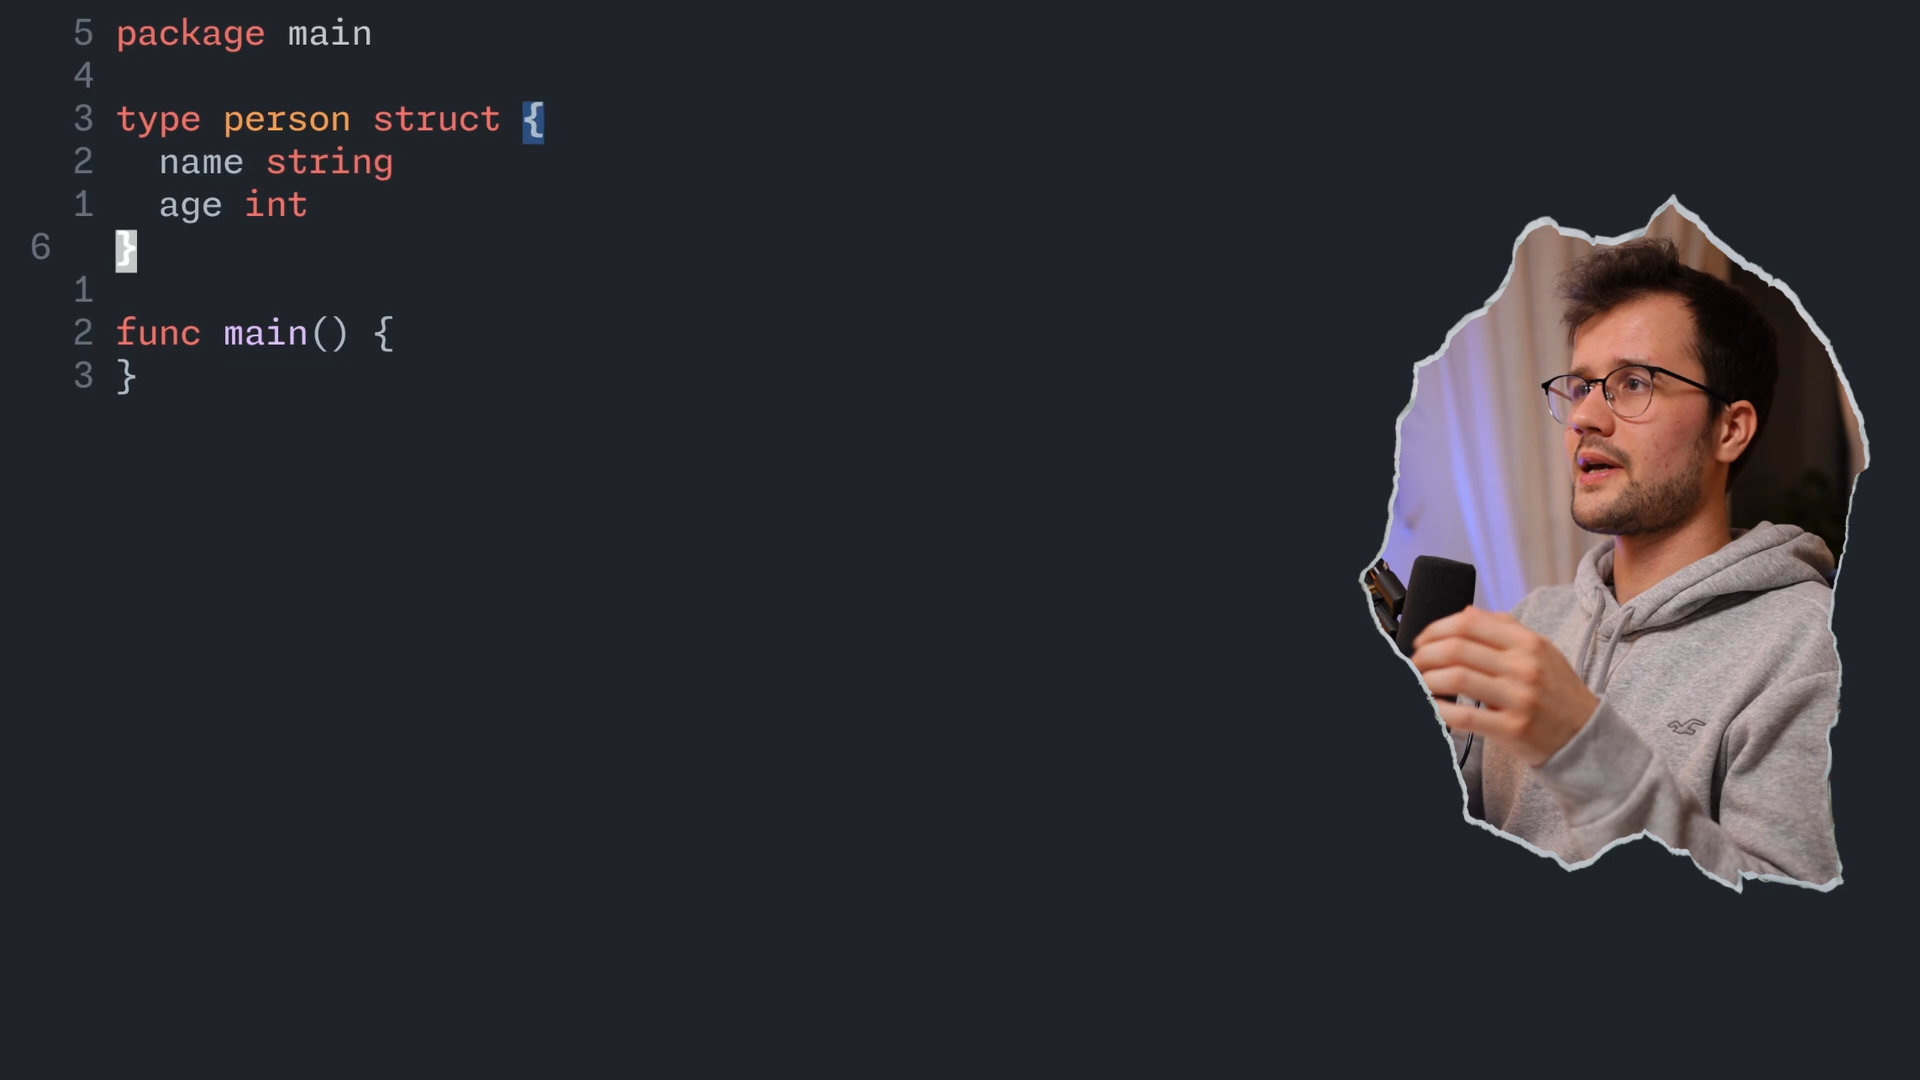 5 package main
4
3 type person struct {
2   name string
1   age int
6 }
1
2 func main() {
3 }